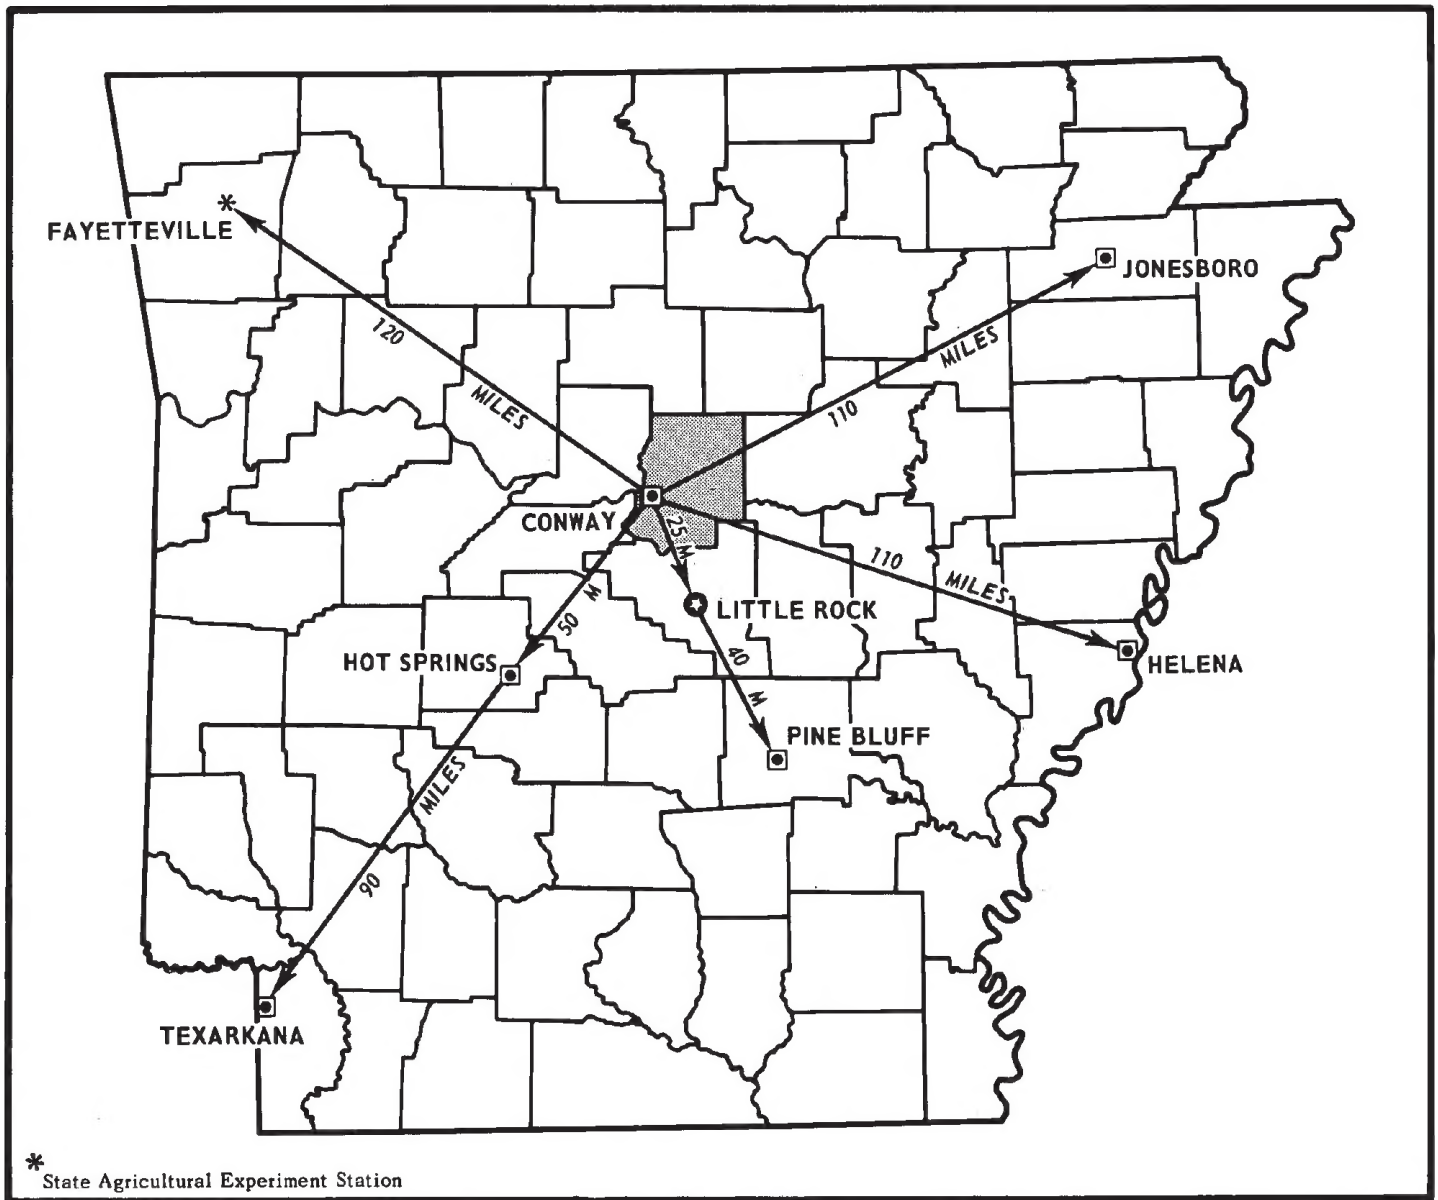 *
FAYETTEVILLE
JONESBORO
120
MILES
MILES
110
CONWAY
25 M
110
MILES
M
50
LITTLE ROCK
40
M
HOT SPRINGS
HELENA
PINE BLUFF
MILES
90
TEXARKANA
*
State Agricultural Experiment Station